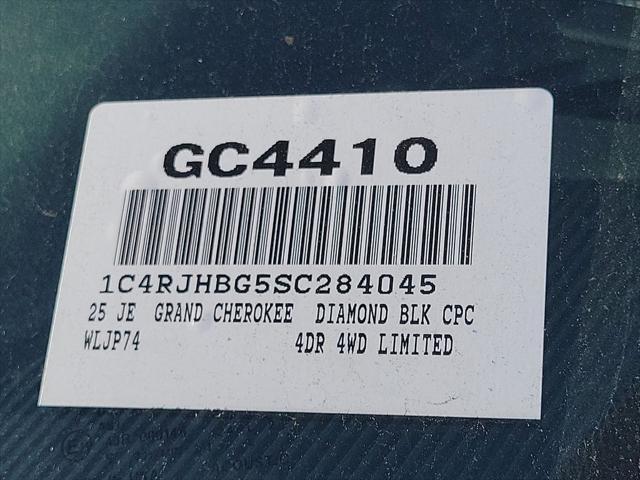 GC4410
1C4RJHBG5SC284045
25 JE GRAND CHEROKEE DIAMOND BLK CPC
WLJP74 4DR 4WD LIMITED